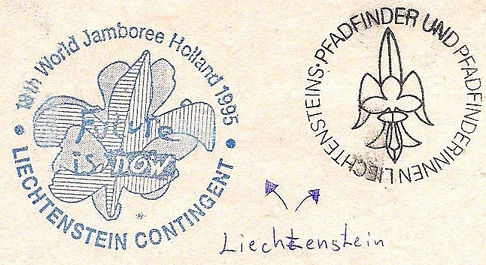 18th World Jamboree Holland 1995
Future
is now
• LIECHTENSTEIN CONTINGENT •
PFADFINDER UND PFADFINDERINNEN LIECHTENSTEINS •
Liechtenstein